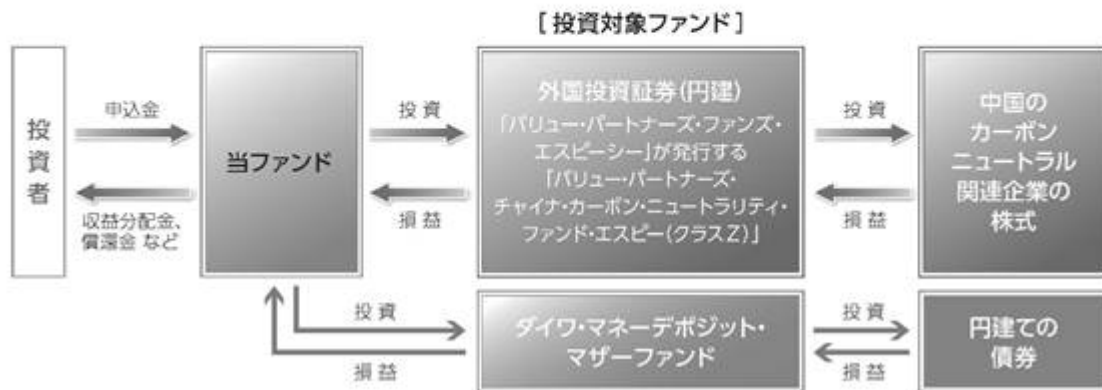 [投資対象ファンド]
投資者
申込金
収益分配金、
償還金 など
当ファンド
投資
損益
外国投資証券(円建)
「バリュー・パートナーズ・ファンズ・
エスピーシー」が発行する
「バリュー・パートナーズ・
チャイナ・カーボン・ニュートラリティ・
ファンド・エスピー(クラスZ)」
投資
損益
中国の
カーボン
ニュートラル
関連企業の
株式
投資
損益
ダイワ・マネーデポジット・
マザーファンド
投資
損益
円建ての
債券